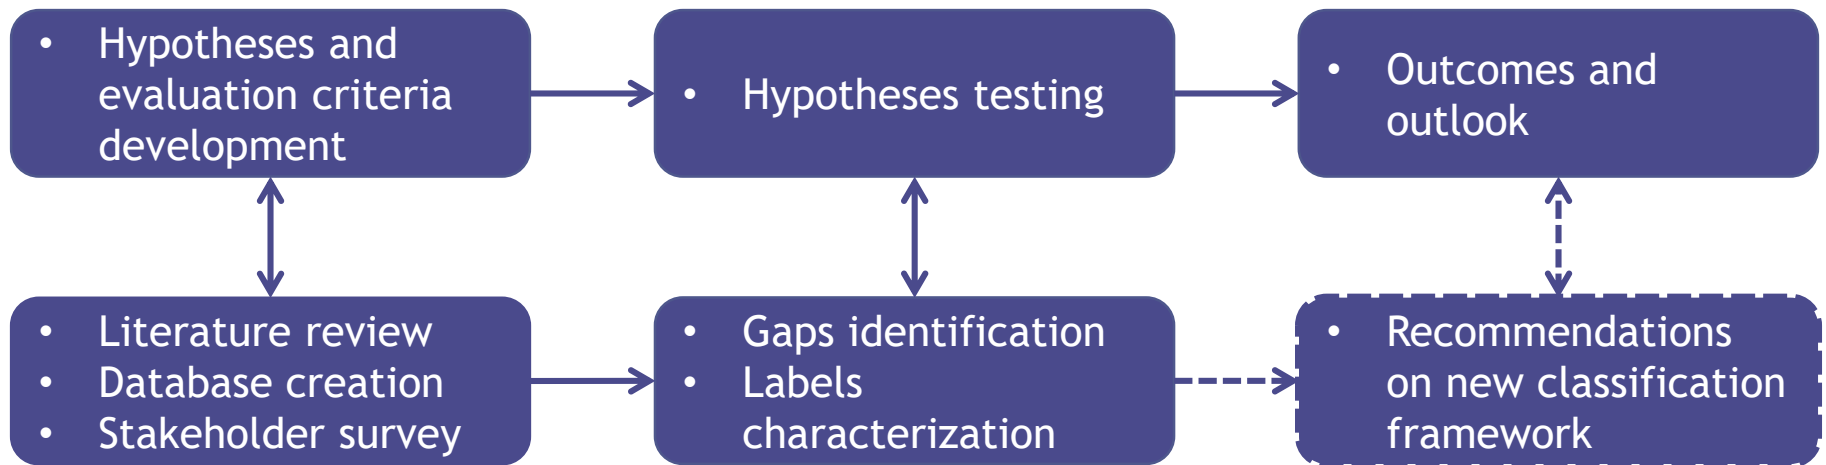 • Hypotheses and
evaluation criteria
development
• Hypotheses testing
• Outcomes and
outlook
• Literature review
• Database creation
• Stakeholder survey
• Gaps identification
• Labels
characterization
• Recommendations
on new classification
framework